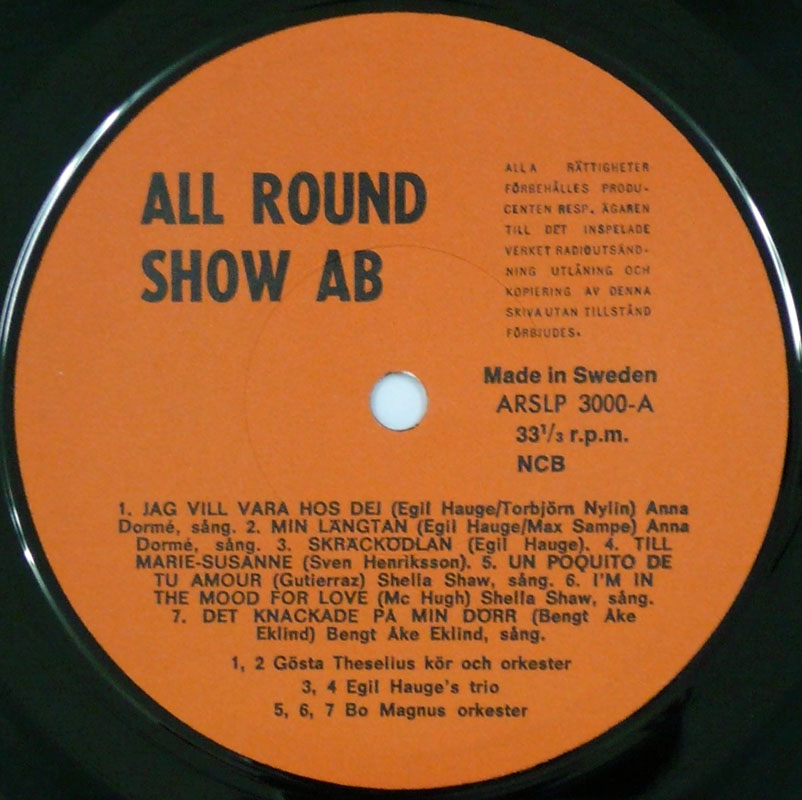 ALL ROUND
SHOW AB
ALLA RÄTTIGHETER
FÖRBEHÅLLES PRODU-
CENTEN RESP. ÄGAREN
TILL DET INSPELADE
VERKET RADIOUTSÄND-
NING UTLÅNING OCH
KOPIERING AV DENNA
SKIVA UTAN TILLSTÅND
FÖRBJUDES.
Made in Sweden
ARSLP 3000-A
33 1/3 r.p.m.
NCB
1. JAG VILL VARA HOS DEJ (Egil Hauge/Torbjörn Nylin) Anna
Dormé, sång. 2. MIN LÄNGTAN (Egil Hauge/Max Sampe) Anna
Dormé, sång. 3. SKRÄCKÖDLAN (Egil Hauge). 4. TILL
MARIE-SUSANNE (Sven Henriksson). 5. UN POQUITO DE
TU AMOUR (Gutierraz) Shella Shaw, sång. 6. I'M IN
THE MOOD FOR LOVE (Mc Hugh) Shella Shaw, sång.
7. DET KNACKADE PÅ MIN DÖRR (Bengt Åke
Eklind) Bengt Åke Eklind, sång.
1, 2 Gösta Theselius kör och orkester
3, 4 Egil Hauge's trio
5, 6, 7 Bo Magnus orkester